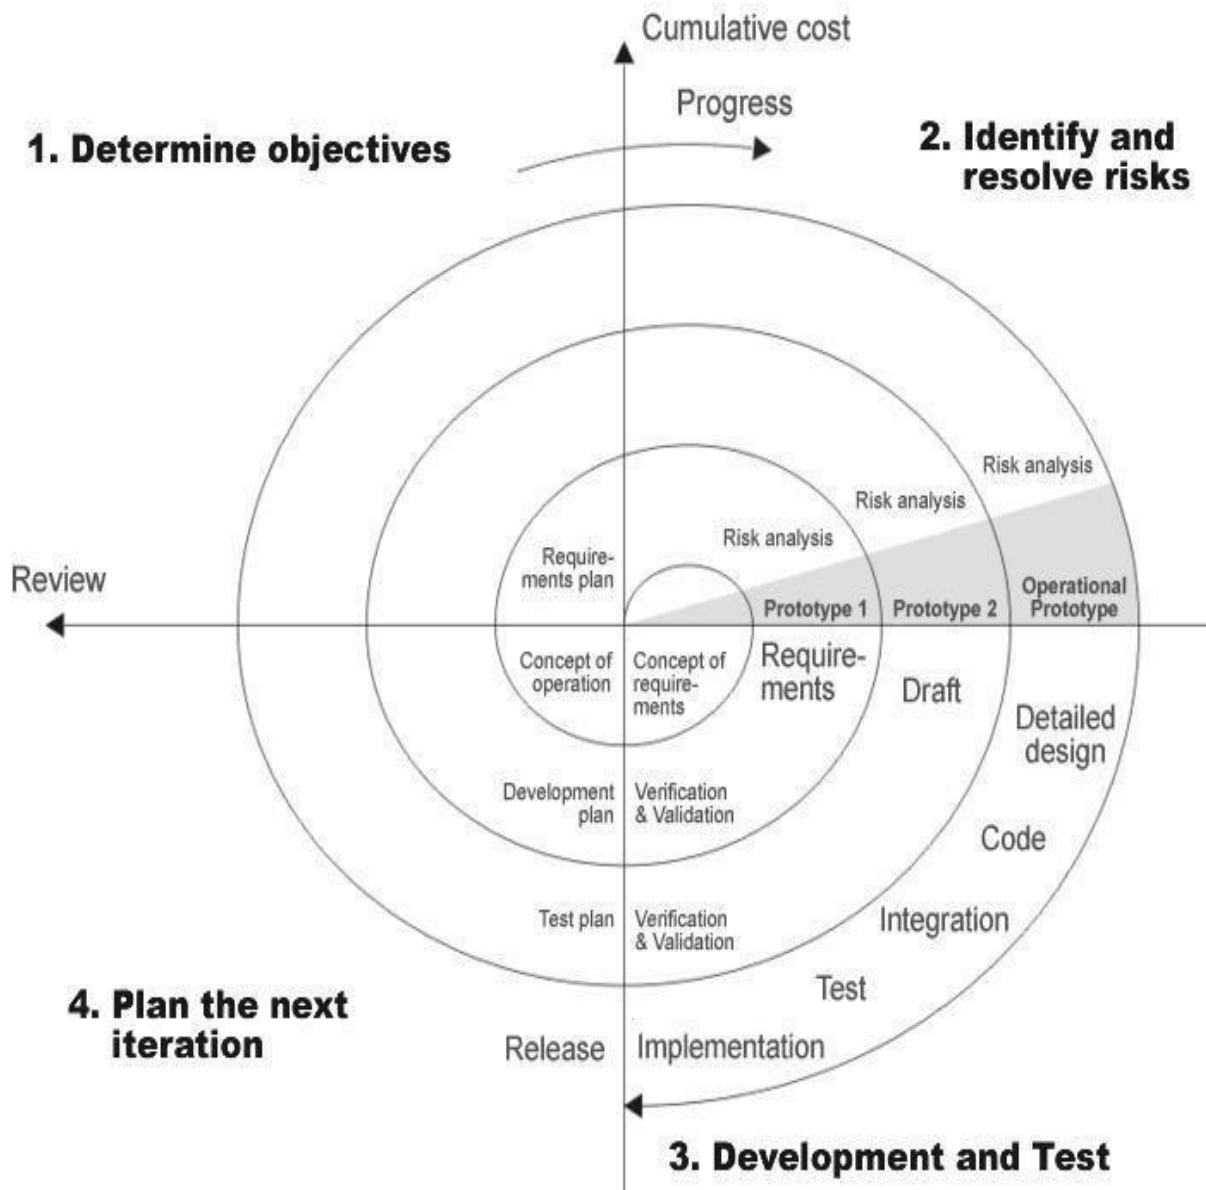 Cumulative cost
Progress
1. Determine objectives
2. Identify and
resolve risks
Risk analysis
Risk analysis
Risk analysis
Require-
ments plan
Review
Operational
Prototype
Prototype 1
Prototype 2
Concept of
operation
Concept of
require-
ments
Require-
ments
Draft
Detailed
design
Development
plan
Verification
& Validation
Code
Test plan
Verification
& Validation
Integration
Test
4. Plan the next
iteration
Release
Implementation
3. Development and Test